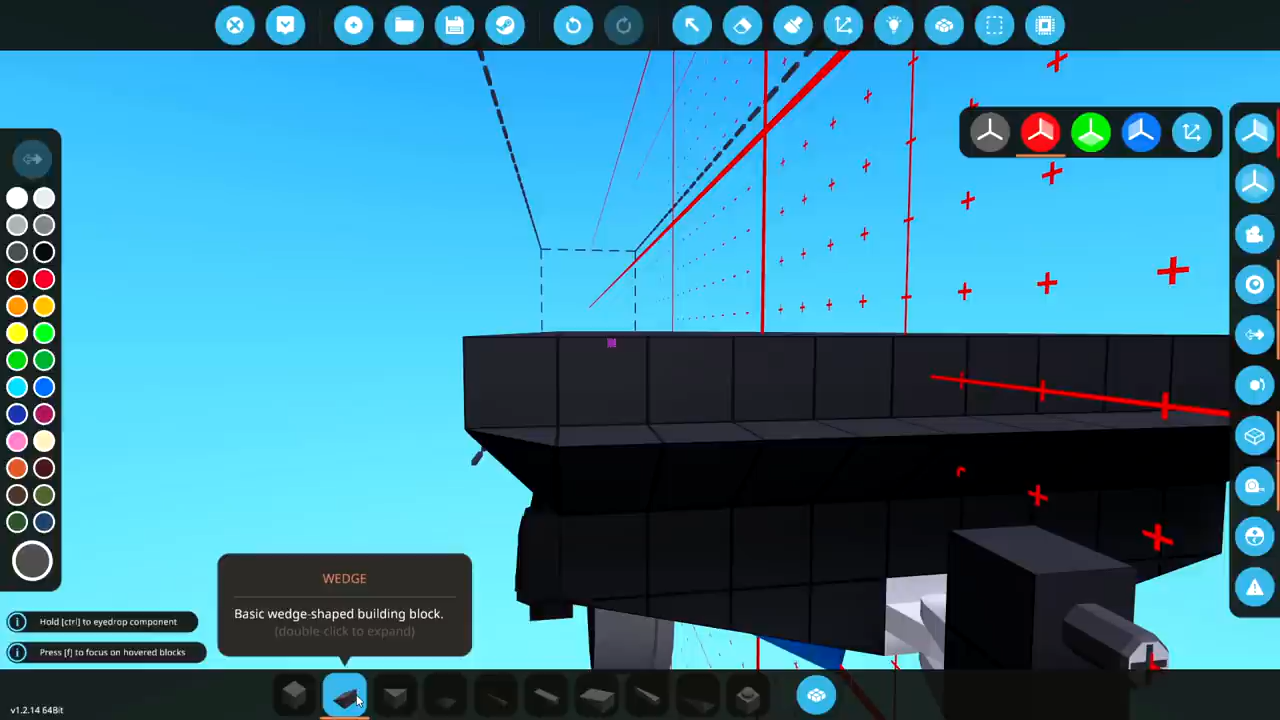 WEDGE
Basic wedge-shaped building block.
(double-click to expand)
Hold [ctrl] to eyedrop component
Press [f] to focus on hovered blocks
v1.2.14 64Bit